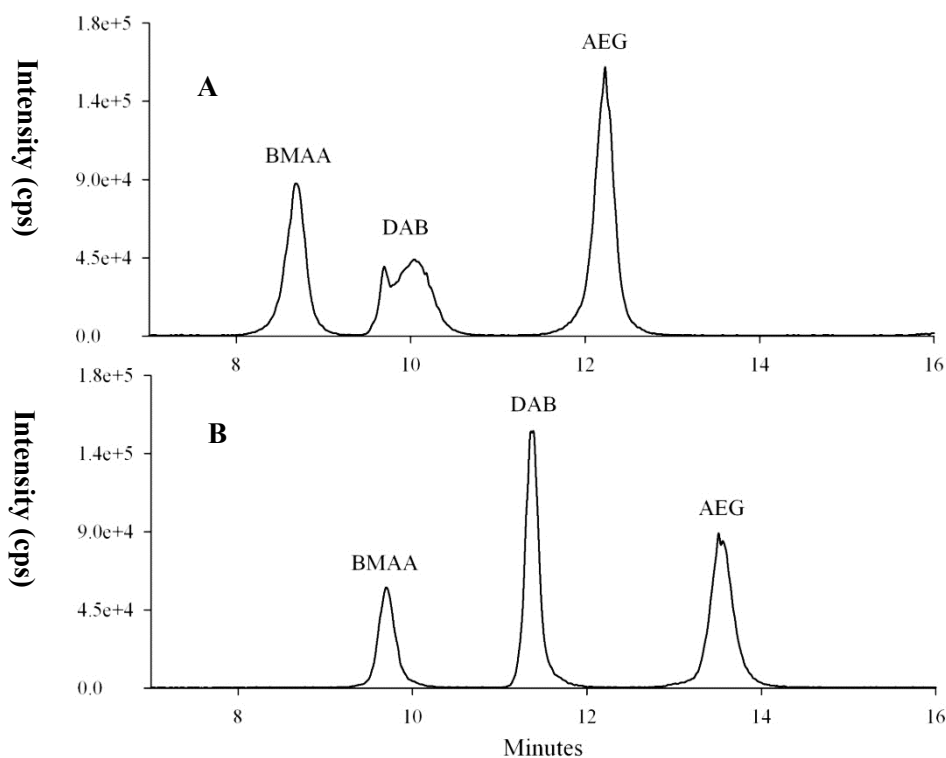 1.8e+5
AEG
A
1.4e+5
BMAA
9.0e+4
DAB
4.5e+4
0.0
Intensity (cps)
8 10 12 14 16
1.8e+5
DAB
B
1.4e+5
AEG
9.0e+4
BMAA
4.5e+4
0.0
Intensity (cps)
8 10 12 14 16
Minutes